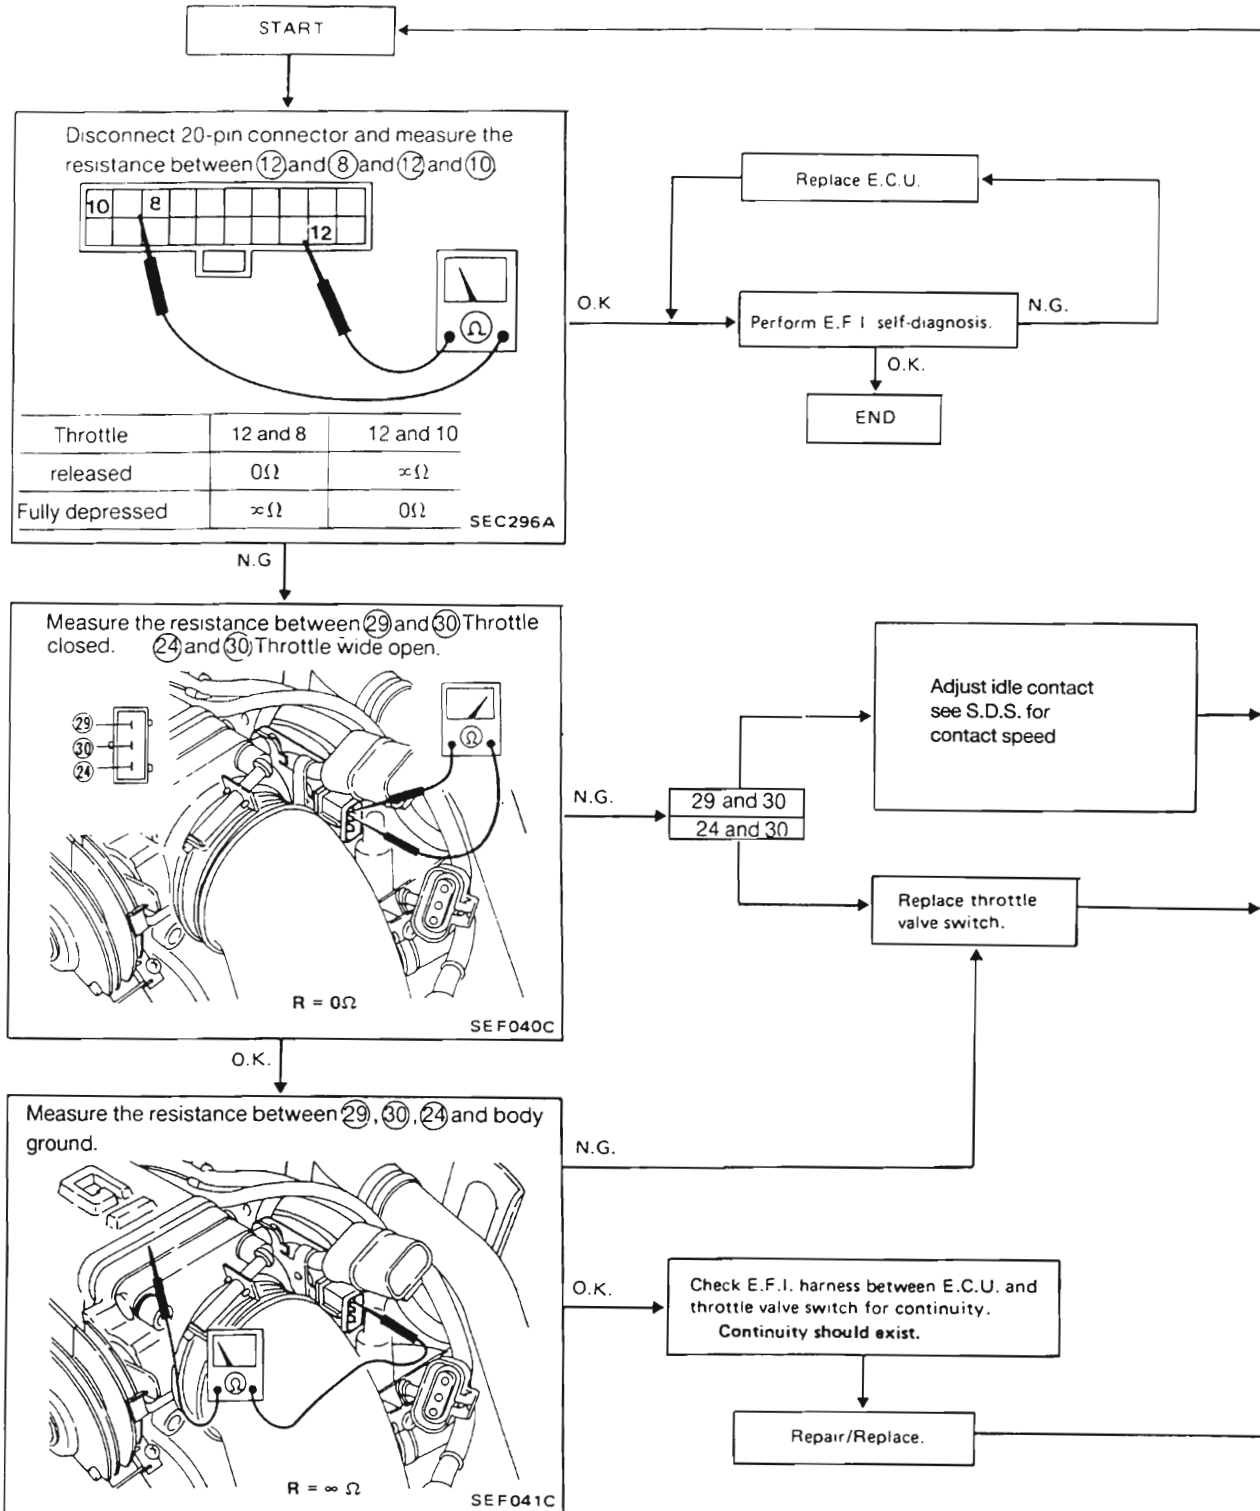 START
Disconnect 20-pin connector and measure the
resistance between ⑫ and ⑧ and ⑫ and ⑩
10 8
12
Ω
Throttle 12 and 8 12 and 10
released 0Ω ∞Ω
Fully depressed ∞Ω 0Ω
SEC296A
O.K
Replace E.C.U.
Perform E.F I self-diagnosis.
N.G.
O.K.
END
N.G
Measure the resistance between ㉙ and ㉚ Throttle
closed. ㉔ and ㉚ Throttle wide open.
㉙
㉚
㉔
Ω
R = 0Ω
SEF040C
N.G.
29 and 30
24 and 30
Adjust idle contact
see S.D.S. for
contact speed
Replace throttle
valve switch.
O.K.
Measure the resistance between ㉙, ㉚, ㉔ and body
ground.
Ω
R = ∞ Ω
SEF041C
N.G.
O.K.
Check E.F.I. harness between E.C.U. and
throttle valve switch for continuity.
Continuity should exist.
Repair/Replace.